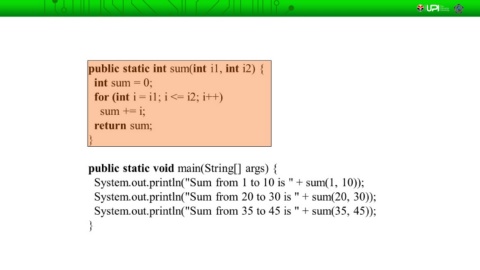 UPI
public static int sum(int i1, int i2) {
int sum = 0;
for (int i = i1; i <= i2; i++)
sum += i;
return sum;
}
public static void main(String[] args) {
System.out.println("Sum from 1 to 10 is " + sum(1, 10));
System.out.println("Sum from 20 to 30 is " + sum(20, 30));
System.out.println("Sum from 35 to 45 is " + sum(35, 45));
}